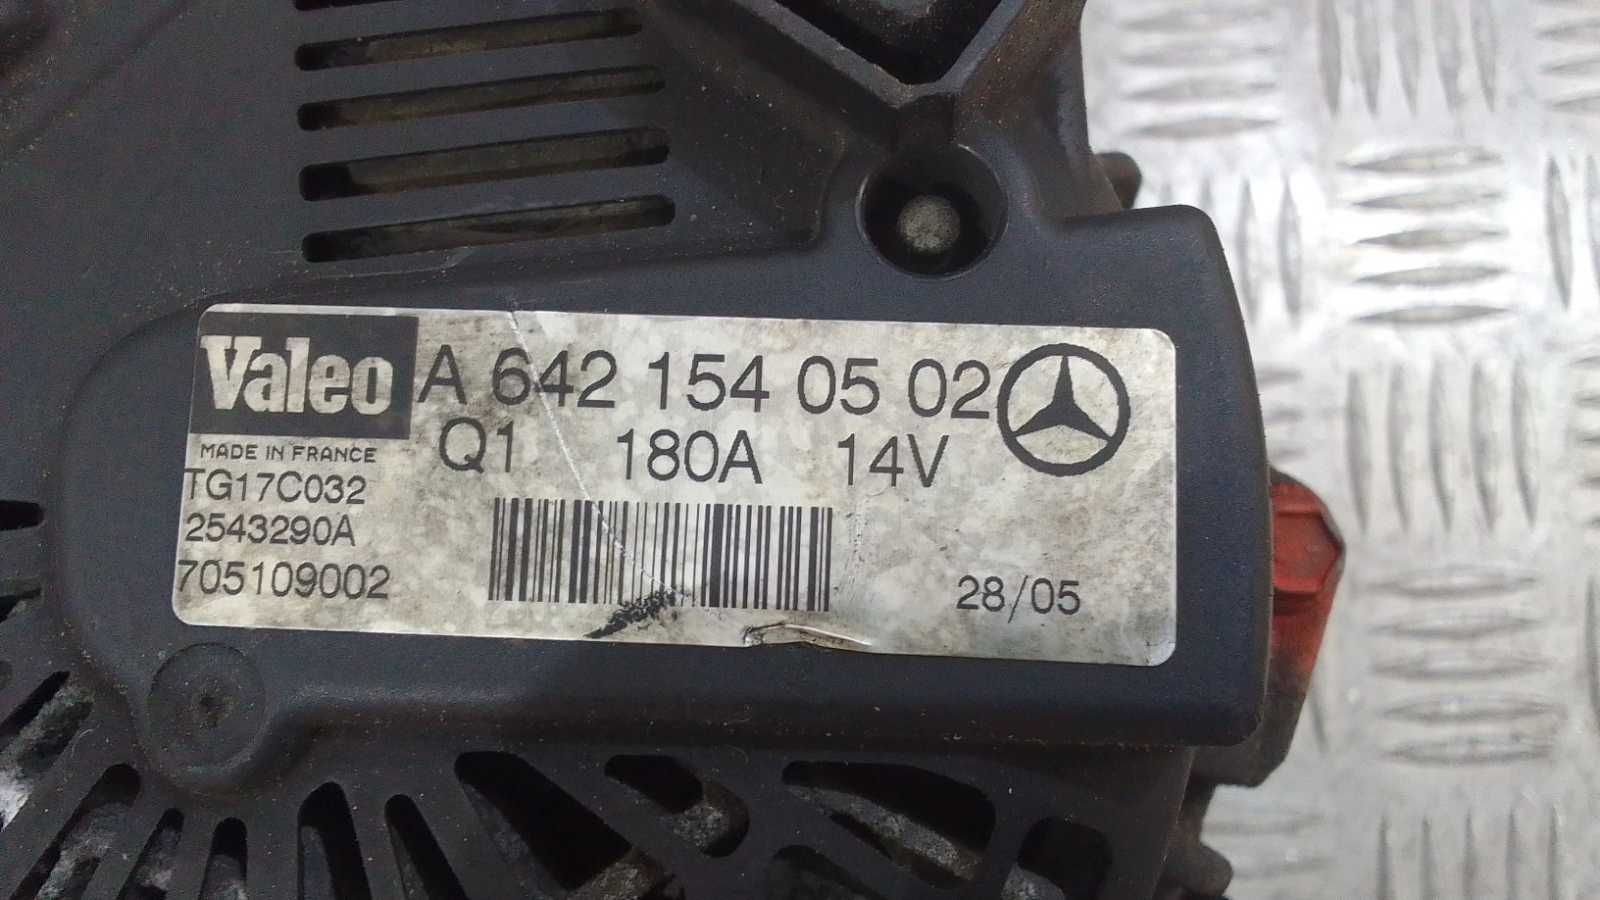 Valeo A 642 154 05 02
MADE IN FRANCE Q1 180A 14V
TG17C032
2543290A
705109002 28/05